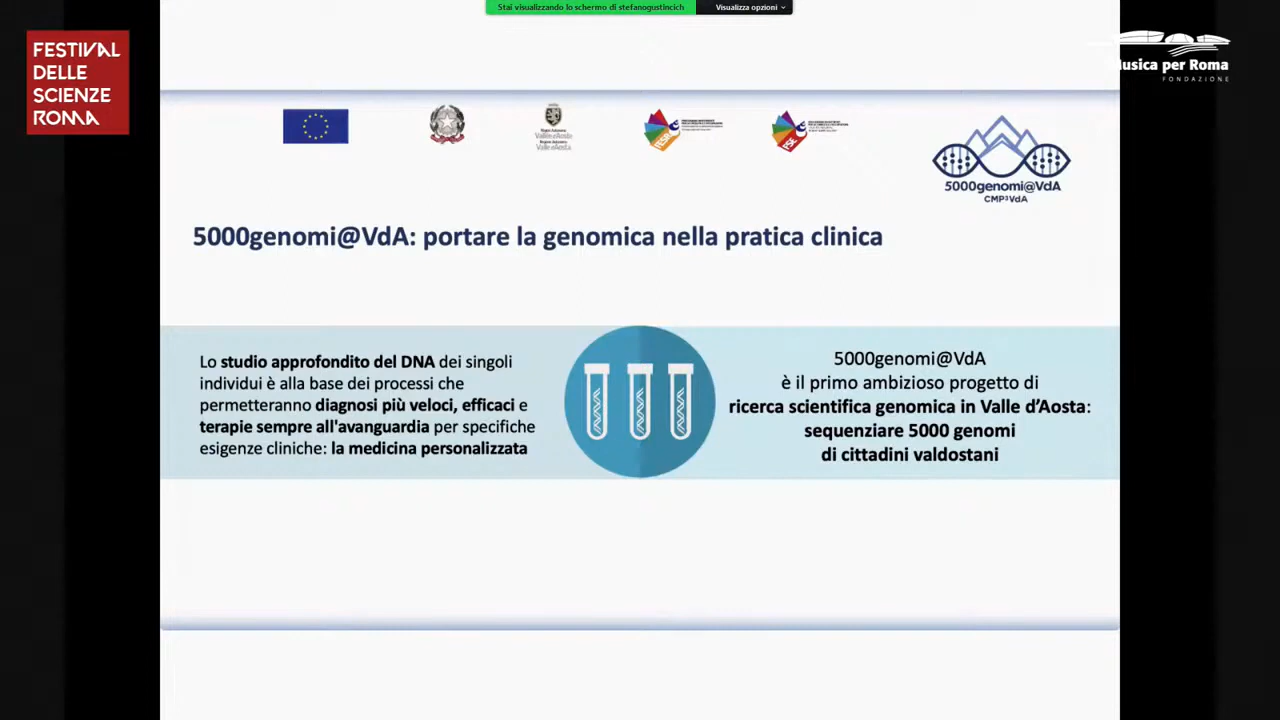 Stai visualizzando lo schermo di stefanogustincich
Visualizza opzioni
FESTIVAL
DELLE
SCIENZE
ROMA
Musica per Roma
FONDAZIONE
FESR
FSE
5000genomi@VdA
CMP³VdA
5000genomi@VdA: portare la genomica nella pratica clinica
Lo studio approfondito del DNA dei singoli
individui è alla base dei processi che
permetteranno diagnosi più veloci, efficaci e
terapie sempre all'avanguardia per specifiche
esigenze cliniche: la medicina personalizzata
5000genomi@VdA
è il primo ambizioso progetto di
ricerca scientifica genomica in Valle d’Aosta:
sequenziare 5000 genomi
di cittadini valdostani